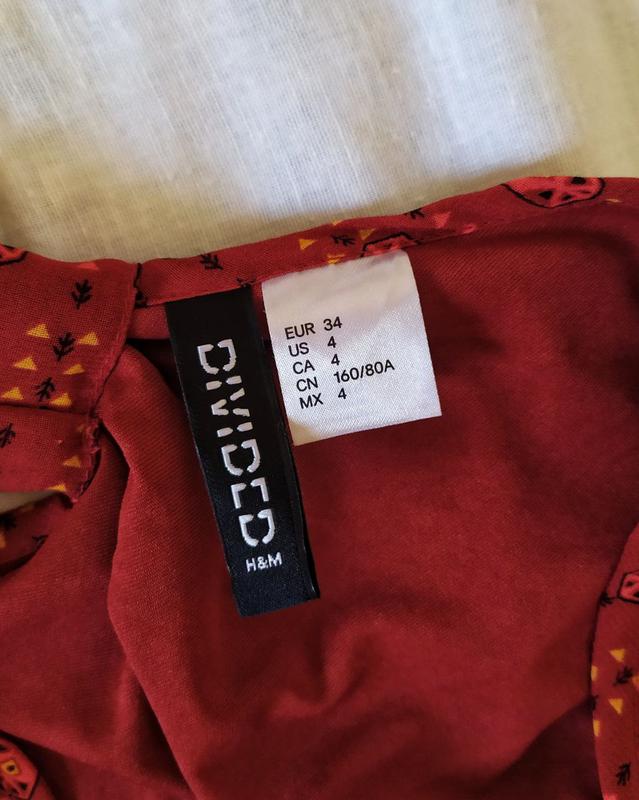 EUR 34
US 4
CA 4
CN 160/80A
MX 4
DIVIDED
H&M